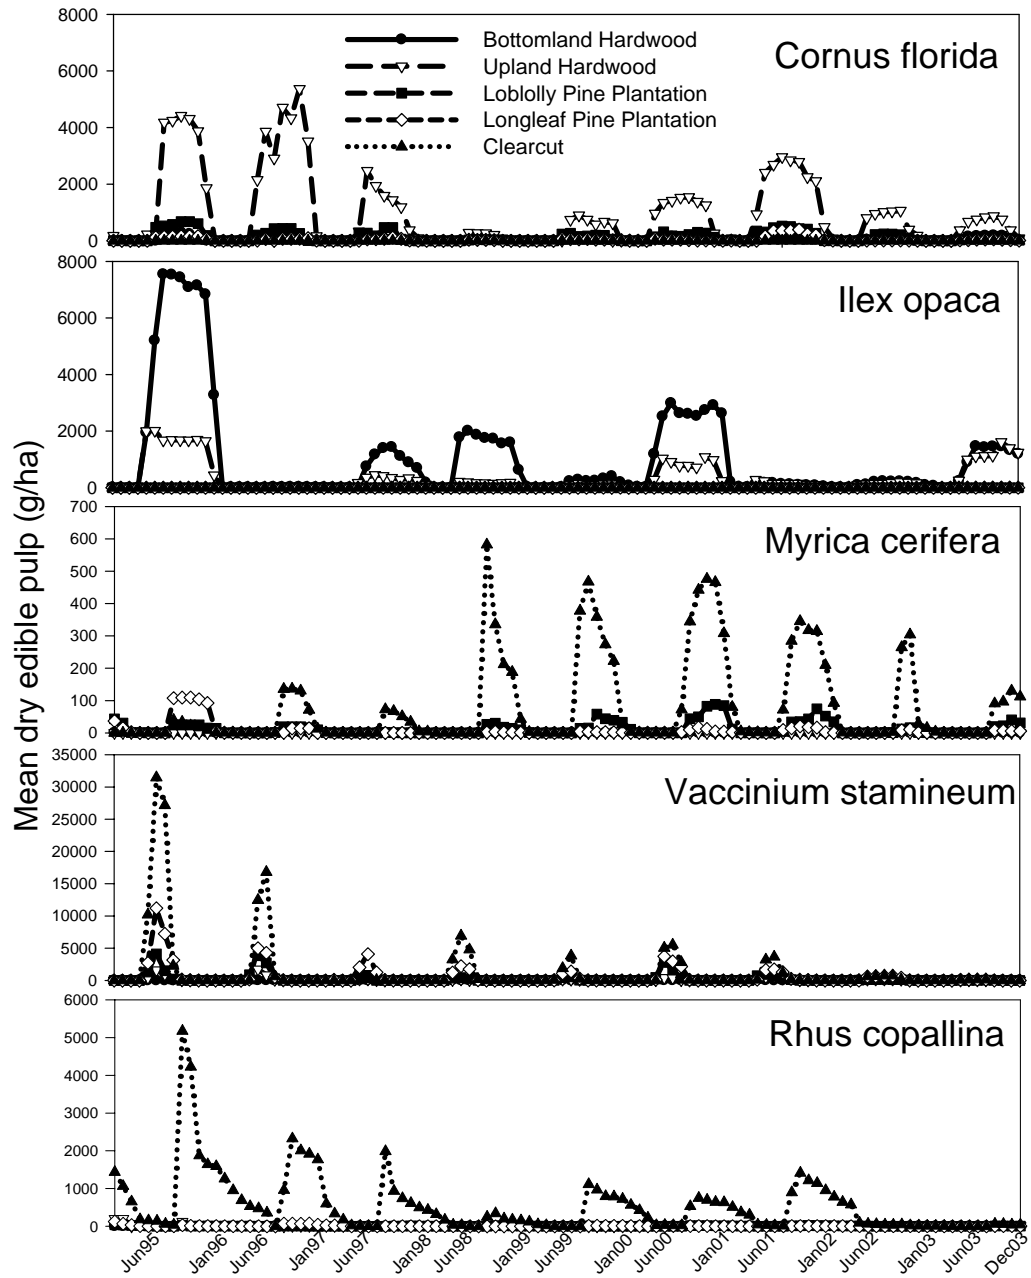 Mean dry edible pulp (g/ha)
8000
6000
4000
2000
0
Bottomland Hardwood
Upland Hardwood
Loblolly Pine Plantation
Longleaf Pine Plantation
Clearcut
Cornus florida
8000
6000
4000
2000
0
Ilex opaca
700
600
500
400
300
200
100
0
Myrica cerifera
35000
30000
25000
20000
15000
10000
5000
0
Vaccinium stamineum
6000
5000
4000
3000
2000
1000
0
Rhus copallina
Jun95
Jan96
Jun96
Jan97
Jun97
Jan98
Jun98
Jan99
Jun99
Jan00
Jun00
Jan01
Jun01
Jan02
Jun02
Jan03
Jun03
Dec03